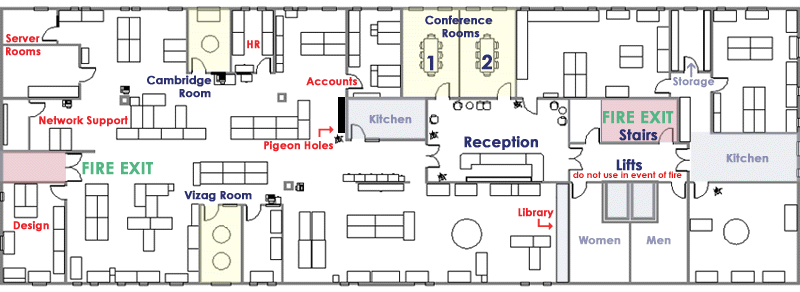 Conference
Rooms
1
2
Server
Rooms
HR
Cambridge
Room
Accounts
Storage
Network Support
Pigeon Holes
Kitchen
Reception
FIRE EXIT
Stairs
Lifts
do not use in event of fire
Kitchen
FIRE EXIT
Vizag Room
Design
Library
Women
Men